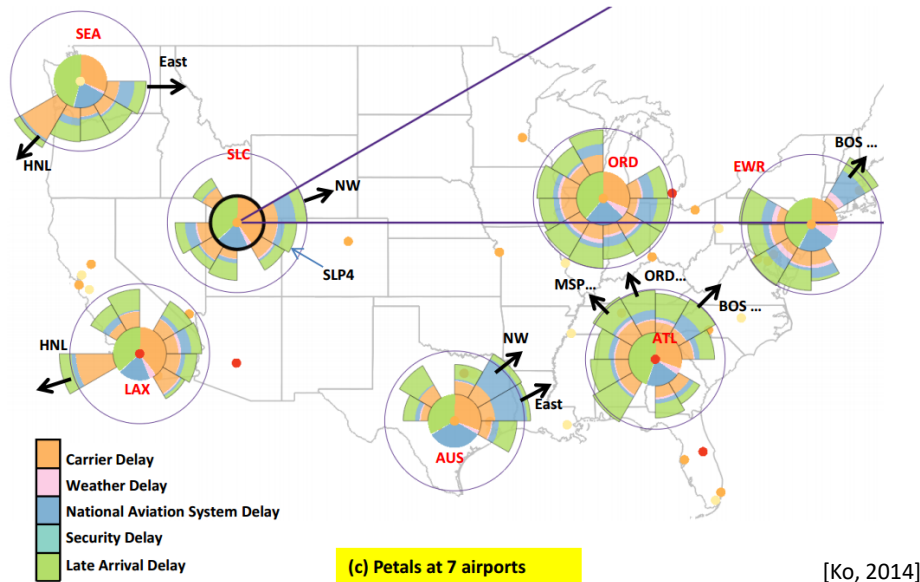 SEA
East
HNL
SLC
NW
SLP4
ORD
EWR
BOS ...
MSP...
ORD...
BOS ...
ATL
HNL
LAX
NW
East
AUS
Carrier Delay
Weather Delay
National Aviation System Delay
Security Delay
Late Arrival Delay
(c) Petals at 7 airports
[Ko, 2014]